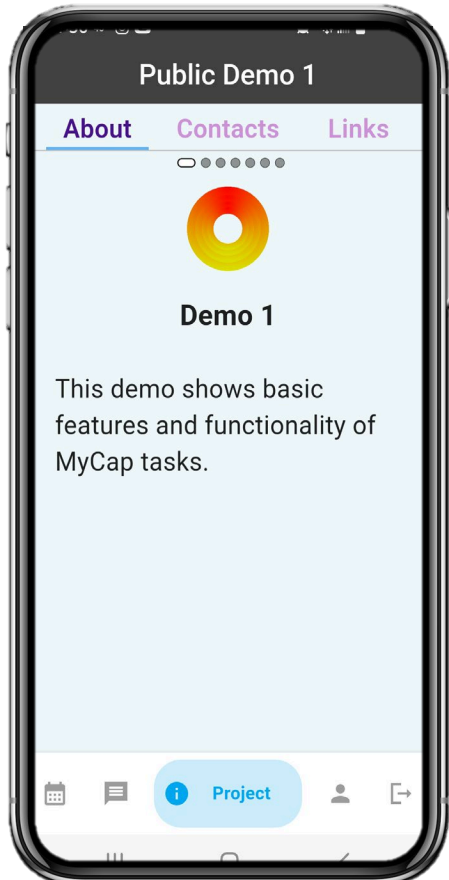 Public Demo 1
About Contacts Links
Demo 1
This demo shows basic
features and functionality of
MyCap tasks.
Project